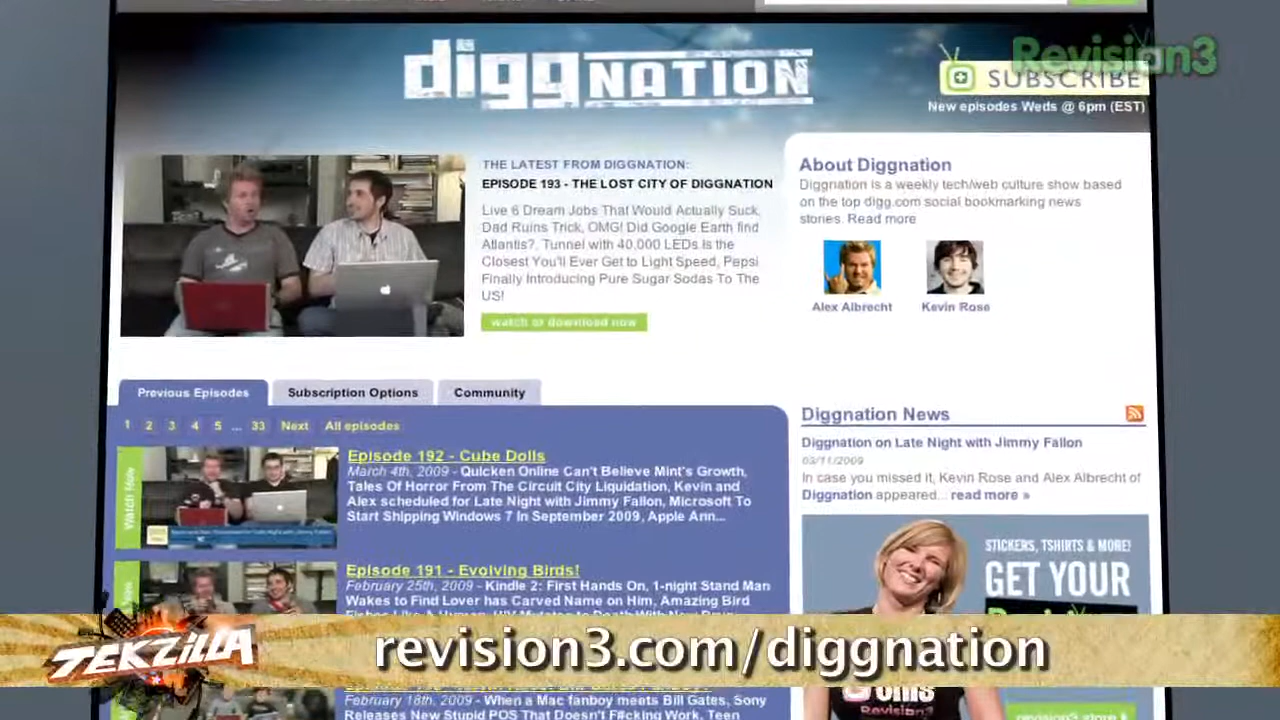 digg NATION
Revision3
SUBSCRIBE
New episodes Weds @ 6pm (EST)
THE LATEST FROM DIGGNATION:
EPISODE 193 - THE LOST CITY OF DIGGNATION
Live 6 Dream Jobs That Would Actually Suck,
Dad Ruins Trick, OMG! Did Google Earth find
Atlantis?, Tunnel with 40,000 LEDs Is the
Closest You'll Ever Get to Light Speed, Pepsi
Finally Introducing Pure Sugar Sodas To The
US!
watch or download now
About Diggnation
Diggnation is a weekly tech/web culture show based
on the top digg.com social bookmarking news
stories. Read more
Alex Albrecht
Kevin Rose
Previous Episodes
Subscription Options
Community
1 2 3 4 5 ... 33 Next All episodes
Watch Now
Episode 192 - Cube Dolls
March 4th, 2009 - Quicken Online Can't Believe Mint's Growth,
Tales Of Horror From The Circuit City Liquidation, Kevin and
Alex scheduled for Late Night with Jimmy Fallon, Microsoft To
Start Shipping Windows 7 In September 2009, Apple Ann...
Episode 191 - Evolving Birds!
February 25th, 2009 - Kindle 2: First Hands On, 1-night Stand Man
Wakes to Find Lover has Carved Name on Him, Amazing Bird
Diggnation News
Diggnation on Late Night with Jimmy Fallon
03/11/2009
In case you missed it, Kevin Rose and Alex Albrecht of
Diggnation appeared... read more »
STICKERS, TSHIRTS & MORE!
GET YOUR
TEKZILLA
revision3.com/diggnation
February 18th, 2009 - When a Mac fanboy meets Bill Gates, Sony
Releases New Stupid POS That Doesn't F#cking Work, Teen
Revision3
revision3 store